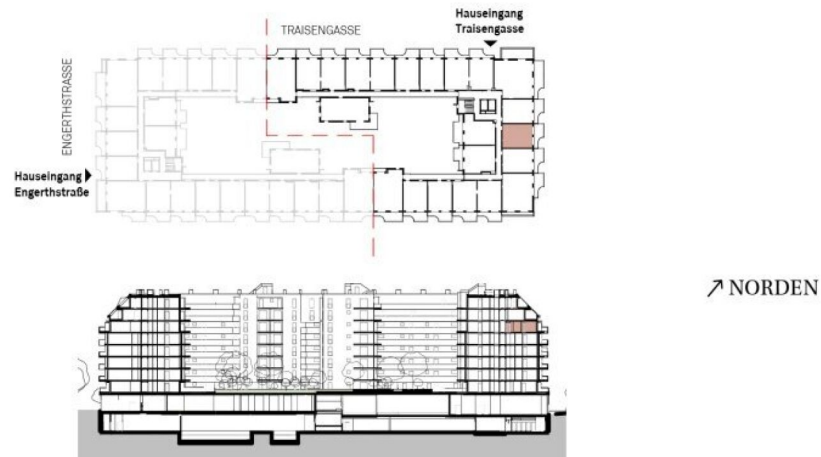 Hauseingang
Traisengasse
TRAISENGASSE
ENGERTHSTRASSE
Hauseingang
Engerthstraße
NORDEN